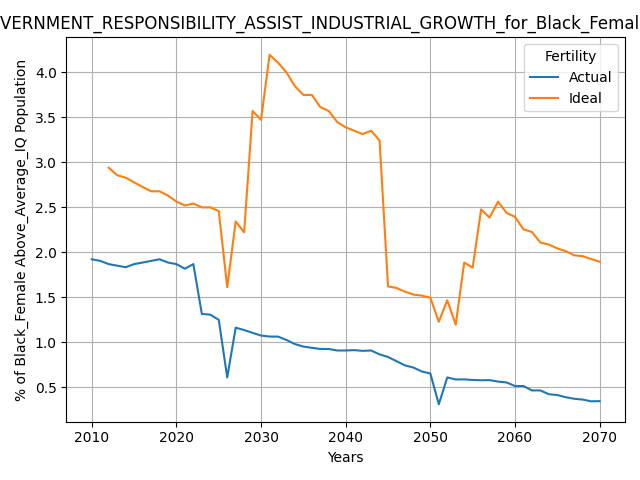 VERNMENT_RESPONSIBILITY_ASSIST_INDUSTRIAL_GROWTH_for_Black_Femal
Fertility
Actual
Ideal
% of Black_Female Above_Average_IQ Population
4.0
3.5
3.0
2.5
2.0
1.5
1.0
0.5
2010 2020 2030 2040 2050 2060 2070
Years